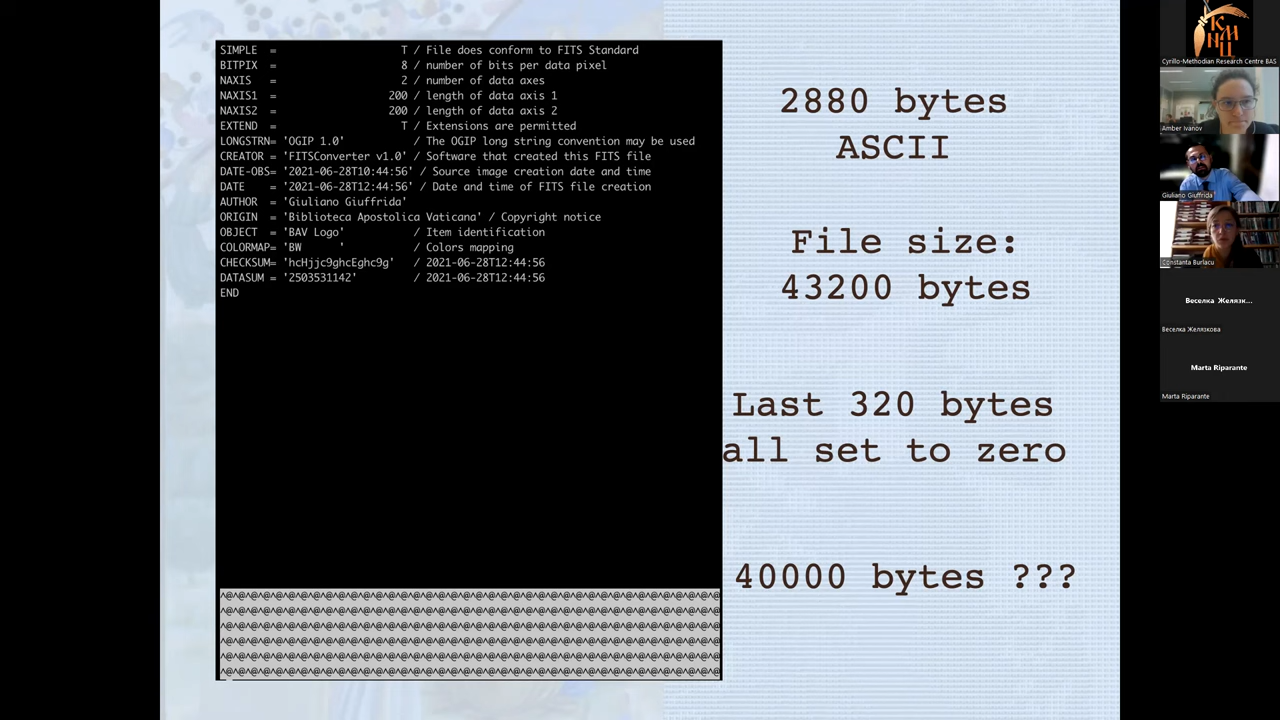 SIMPLE = T / File does conform to FITS Standard
BITPIX = 8 / number of bits per data pixel
NAXIS = 2 / number of data axes
NAXIS1 = 200 / length of data axis 1
NAXIS2 = 200 / length of data axis 2
EXTEND = T / Extensions are permitted
LONGSTRN= 'OGIP 1.0' / The OGIP long string convention may be used
CREATOR = 'FITSConverter v1.0' / Software that created this FITS file
DATE-OBS= '2021-06-28T10:44:56' / Source image creation date and time
DATE = '2021-06-28T12:44:56' / Date and time of FITS file creation
AUTHOR = 'Giuliano Giuffrida'
ORIGIN = 'Biblioteca Apostolica Vaticana' / Copyright notice
OBJECT = 'BAV Logo' / Item identification
COLORMAP= 'BW ' / Colors mapping
CHECKSUM= 'hcHjjc9ghcEghc9g' / 2021-06-28T12:44:56
DATASUM = '2503531142' / 2021-06-28T12:44:56
END
2880 bytes
ASCII
File size:
43200 bytes
Last 320 bytes
all set to zero
40000 bytes ???
КМНЦ
Cyrillo-Methodian Research Centre BAS
Amber Ivanov
Giuliano Giuffrida
Constanta Burlacu
Веселка Желязк...
Веселка Желязкова
Marta Riparante
Marta Riparante